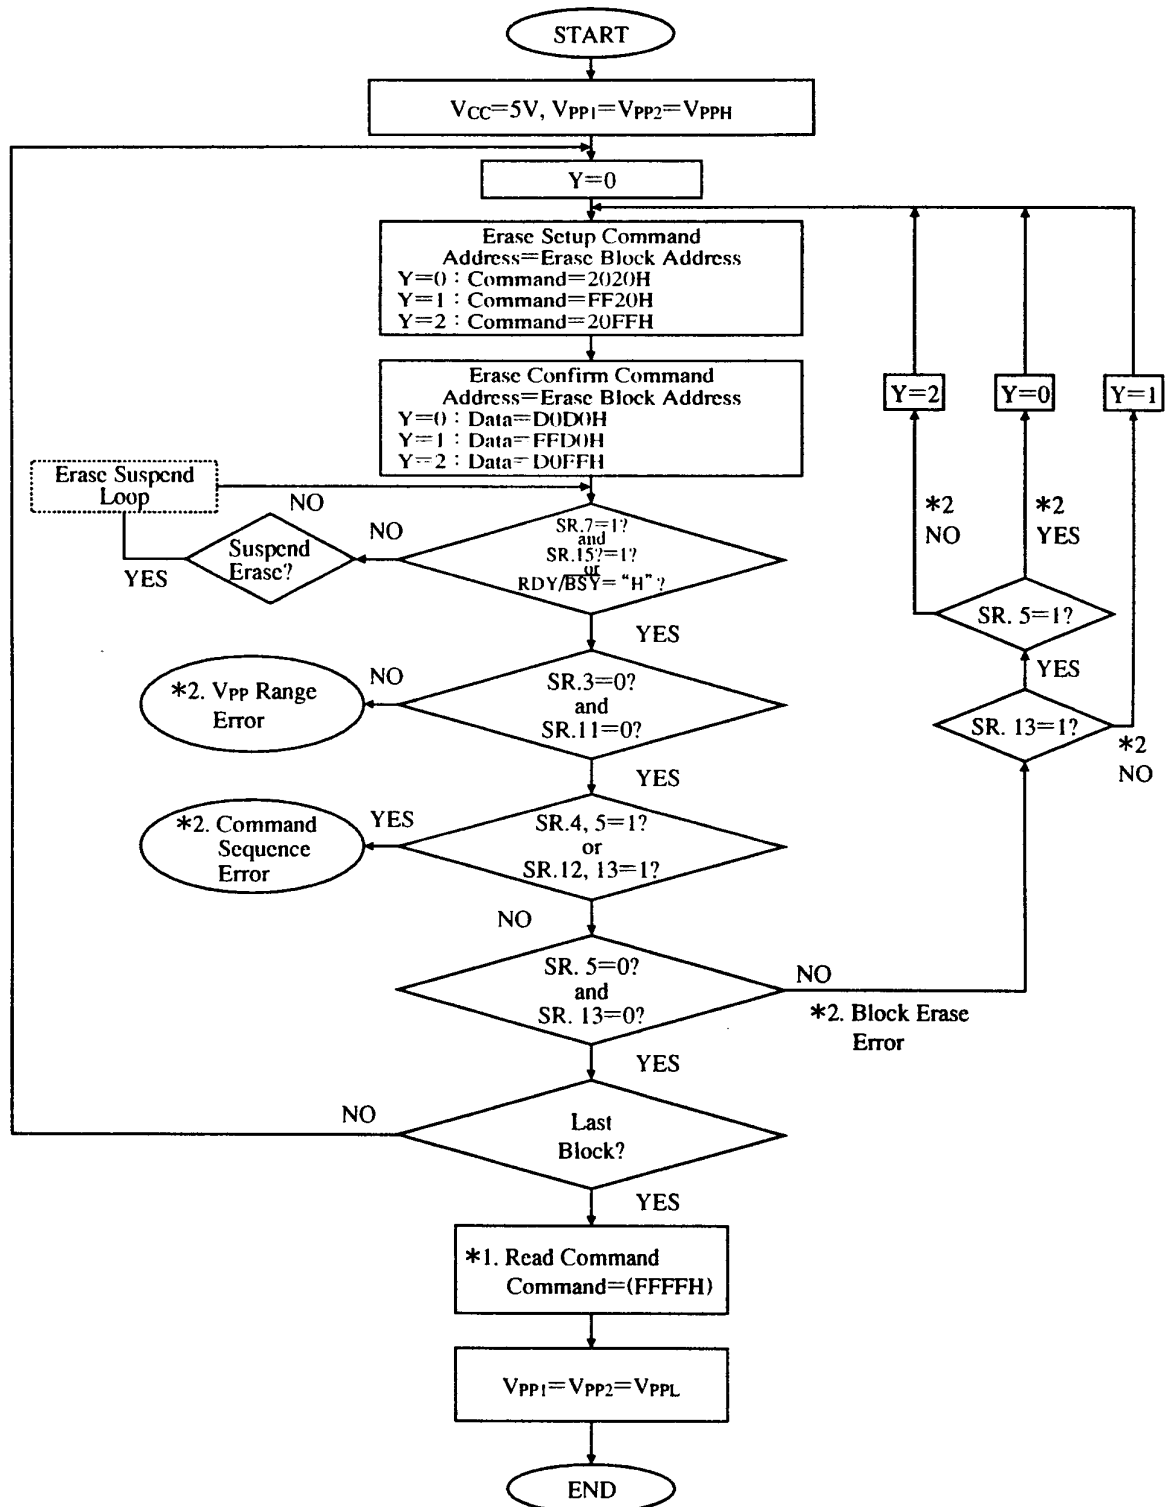 START
VCC=5V, VPP1=VPP2=VPPH
Y=0
Erase Setup Command
Address=Erase Block Address
Y=0 : Command=2020H
Y=1 : Command=FF20H
Y=2 : Command=20FFH
Erase Confirm Command
Address=Erase Block Address
Y=0 : Data=D0D0H
Y=1 : Data=FFD0H
Y=2 : Data=D0FFH
Y=2
Y=0
Y=1
Erase Suspend
Loop
NO
Suspend
Erase?
YES
NO
SR.7=1?
and
SR.15?=1?
or
RDY/BSY="H"?
YES
*2
NO
*2
YES
SR. 5=1?
YES
SR. 13=1?
*2
NO
*2. VPP Range
Error
NO
SR.3=0?
and
SR.11=0?
YES
*2. Command
Sequence
Error
YES
SR.4, 5=1?
or
SR.12, 13=1?
NO
SR. 5=0?
and
SR. 13=0?
NO
*2. Block Erase
Error
YES
NO
Last
Block?
YES
*1. Read Command
Command=(FFFFH)
VPP1=VPP2=VPPL
END